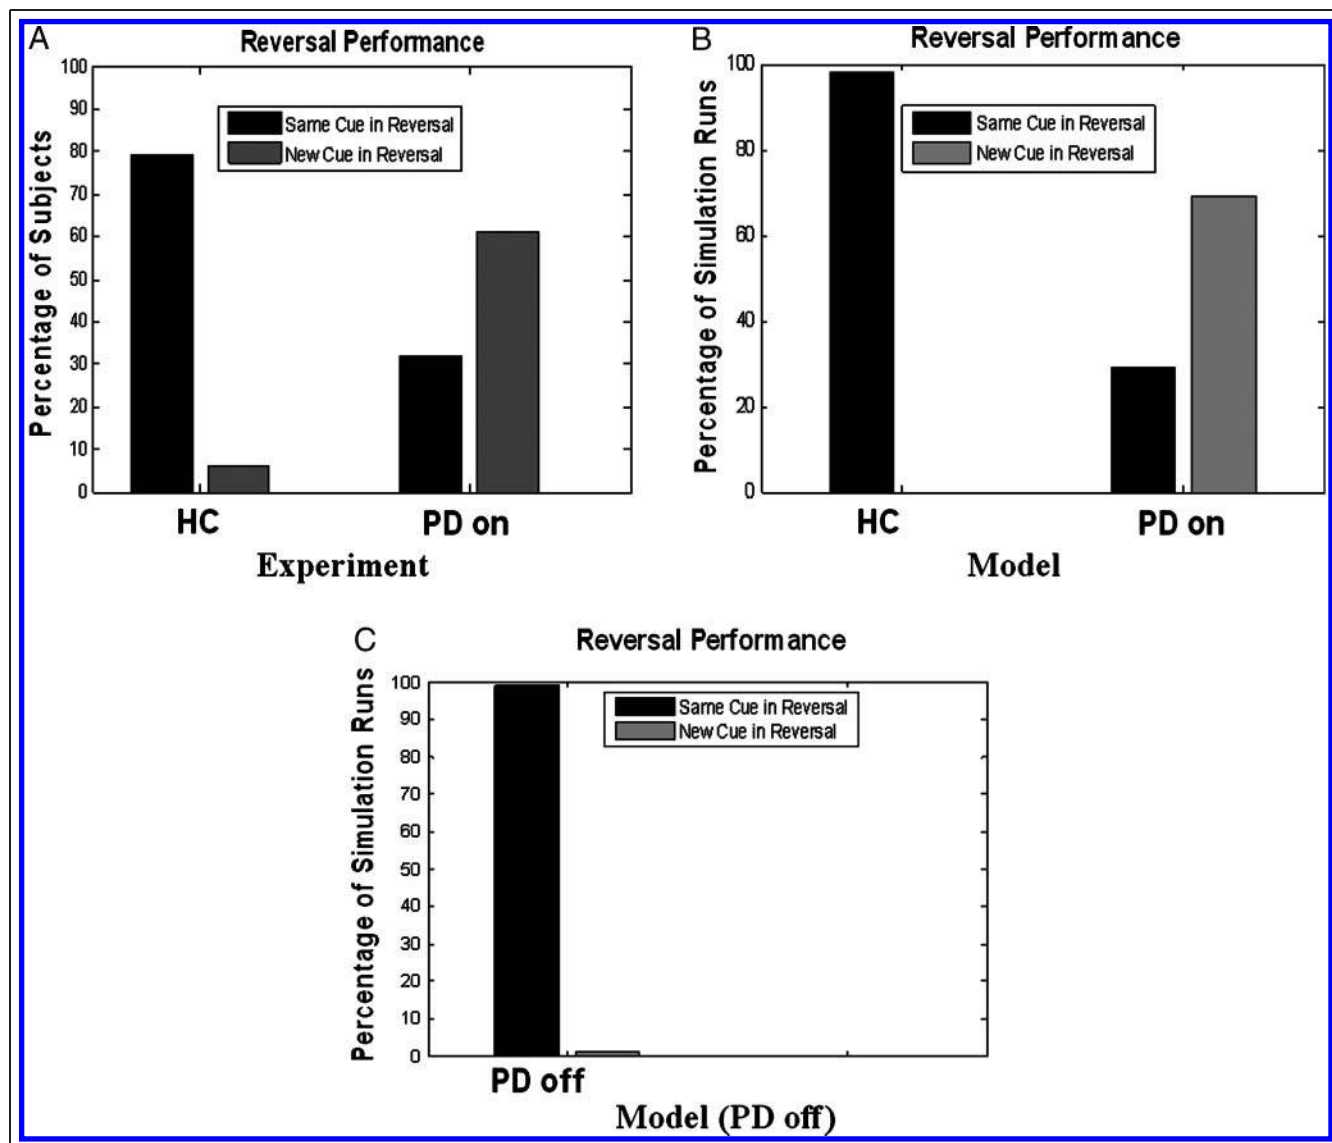 A
Reversal Performance
100
90
80
70
60
50
40
30
20
10
0
Percentage of Subjects
Same Cue in Reversal
New Cue in Reversal
HC
PD on
Experiment
B
Reversal Performance
100
80
60
40
20
0
Percentage of Simulation Runs
Same Cue in Reversal
New Cue in Reversal
HC
PD on
Model
C
Reversal Performance
100
90
80
70
60
50
40
30
20
10
0
Percentage of Simulation Runs
Same Cue in Reversal
New Cue in Reversal
PD off
Model (PD off)